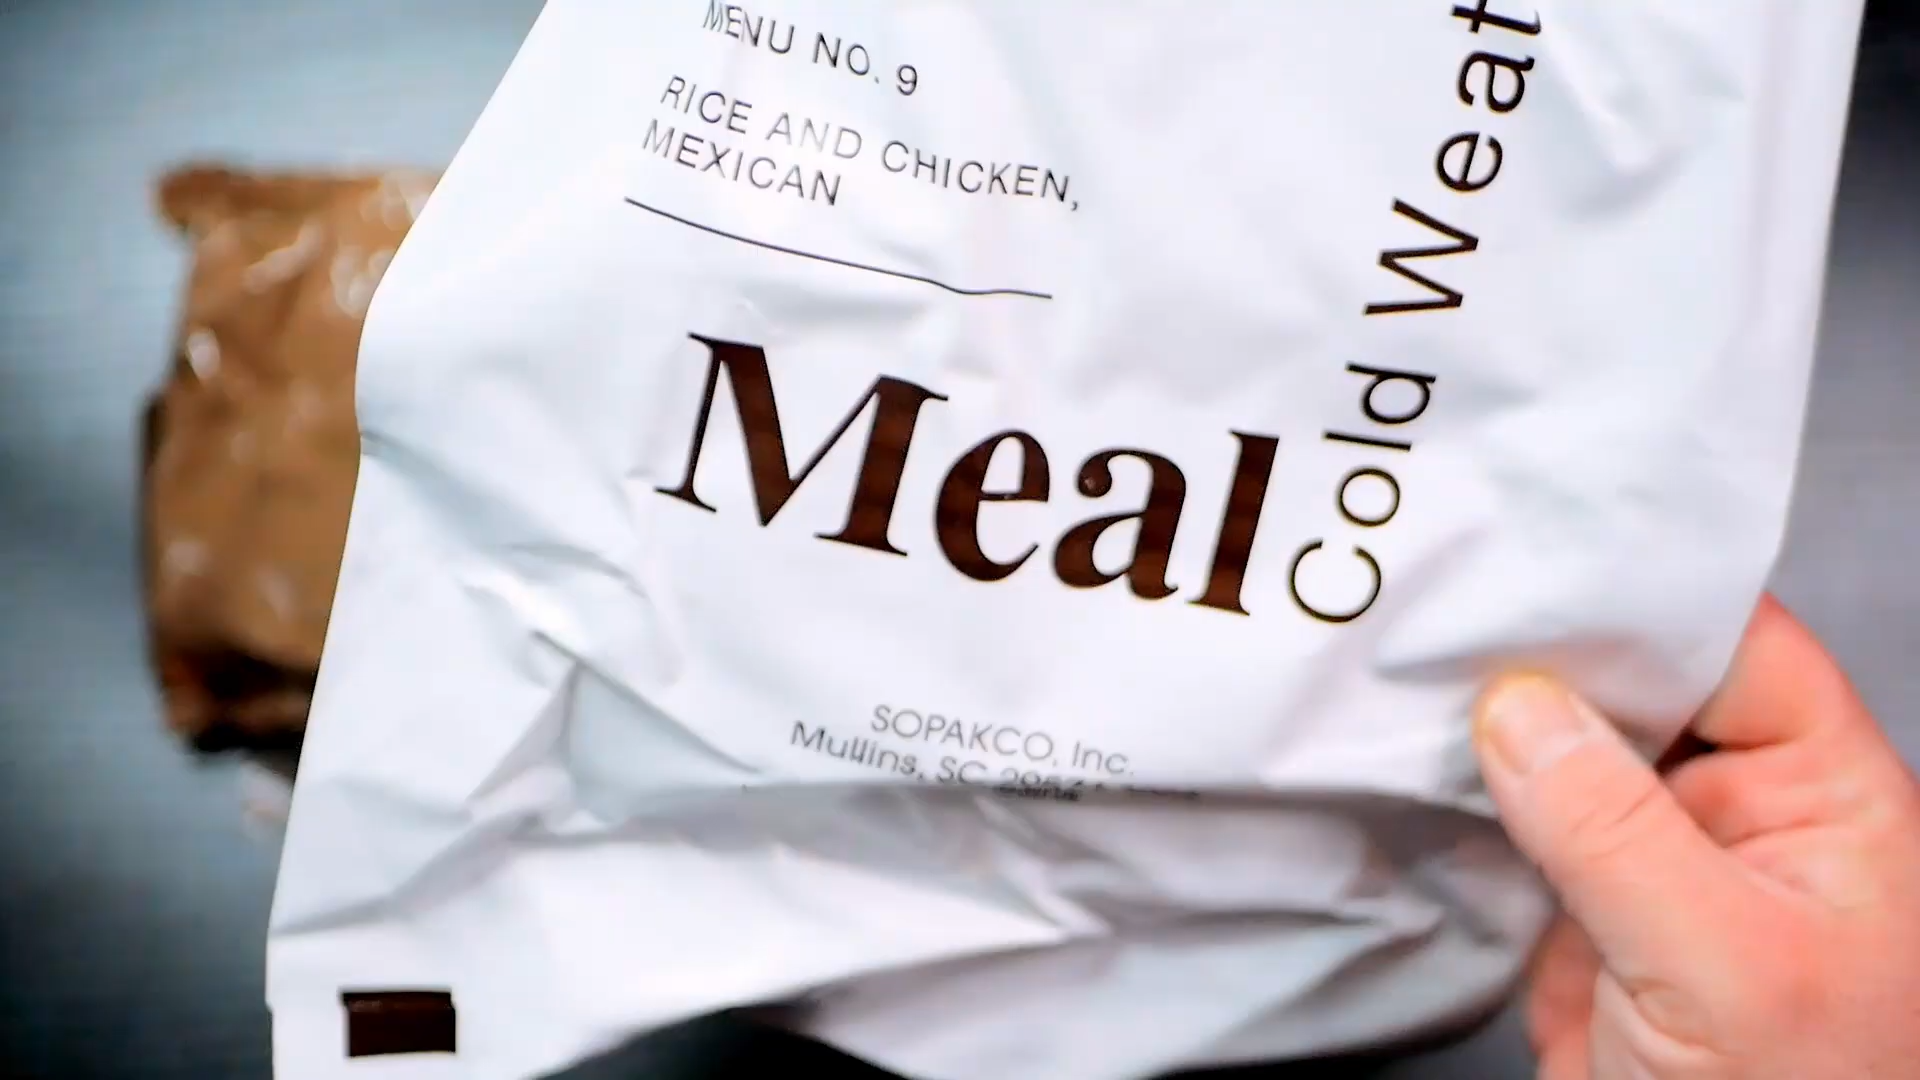 MENU NO. 9
RICE AND CHICKEN,
MEXICAN
Meal
Cold Weat
SOPAKCO, Inc.
Mullins, SC